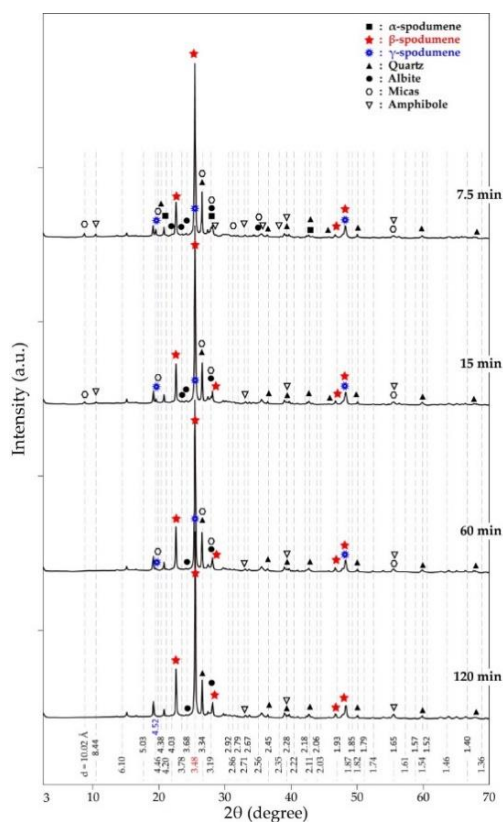 : α-spodumene
: β-spodumene
: γ-spodumene
: Quartz
: Albite
: Micas
: Amphibole
7.5 min
15 min
60 min
120 min
Intensity (a.u.)
d = 10.02 Å
8.44
6.10
5.03
4.52
4.46
4.38
4.20
4.03
3.78
3.68
3.48
3.34
3.19
2.92
2.86
2.79
2.71
2.67
2.56
2.45
2.35
2.28
2.22
2.18
2.11
2.06
2.03
1.93
1.87
1.85
1.82
1.79
1.74
1.65
1.61
1.57
1.54
1.52
1.46
1.40
1.36
3 10 20 30 40 50 60 70
2θ (degree)